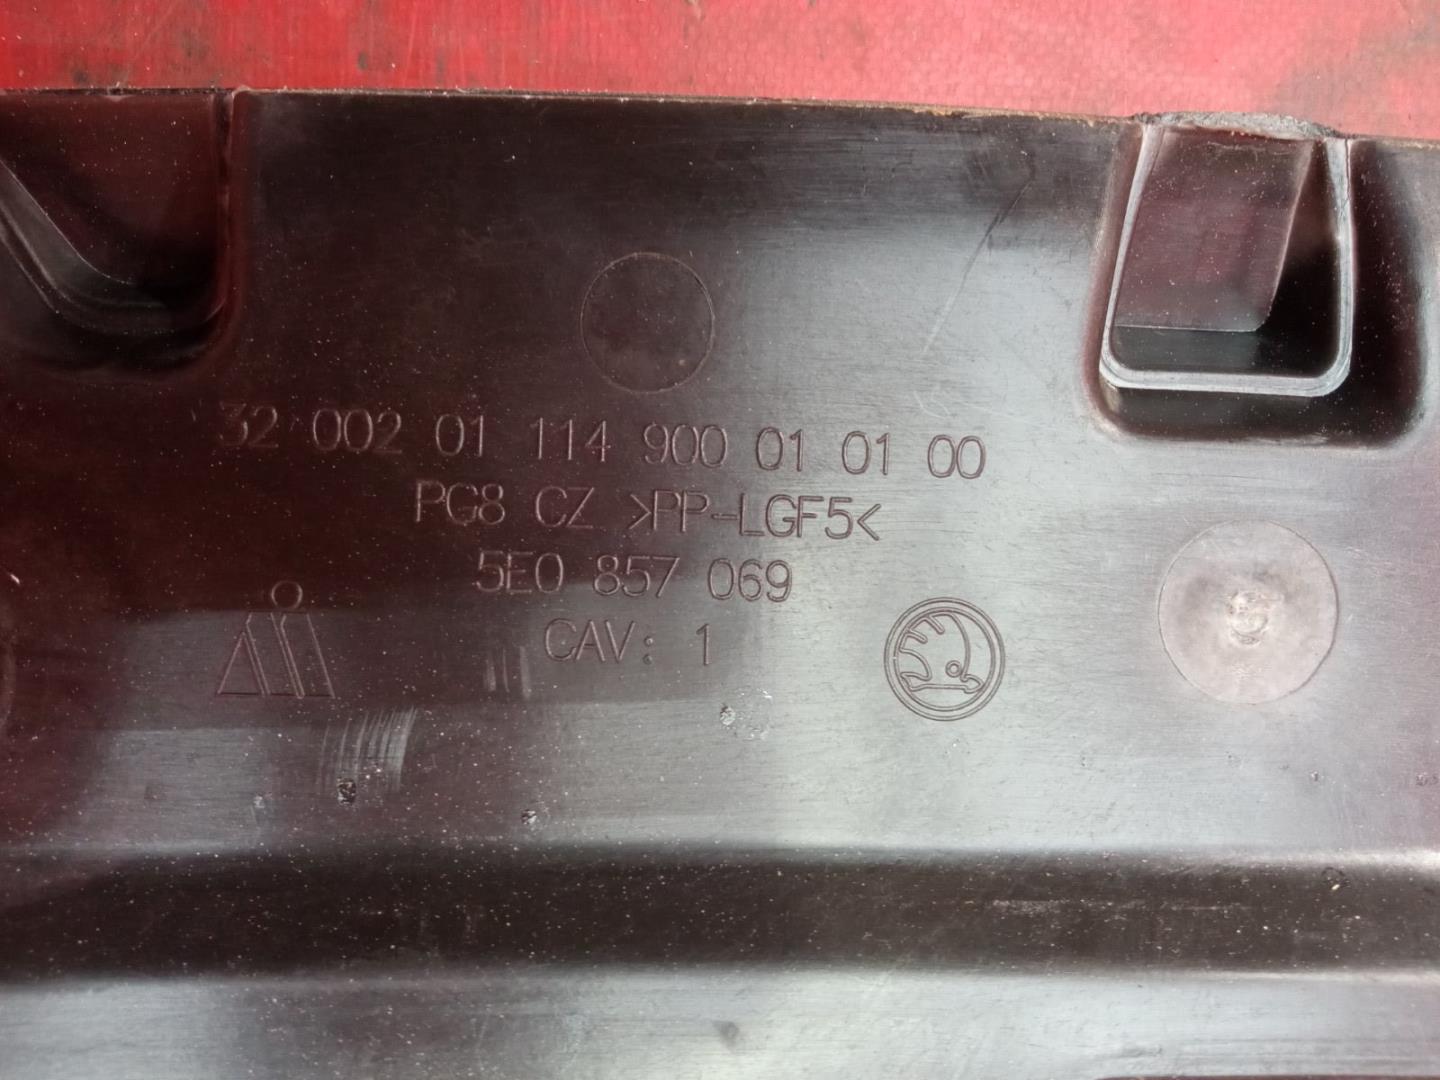 32 002 01 114 900 01 01 00
PG8 CZ >PP-LGF5<
5E0 857 069
CAV: 1